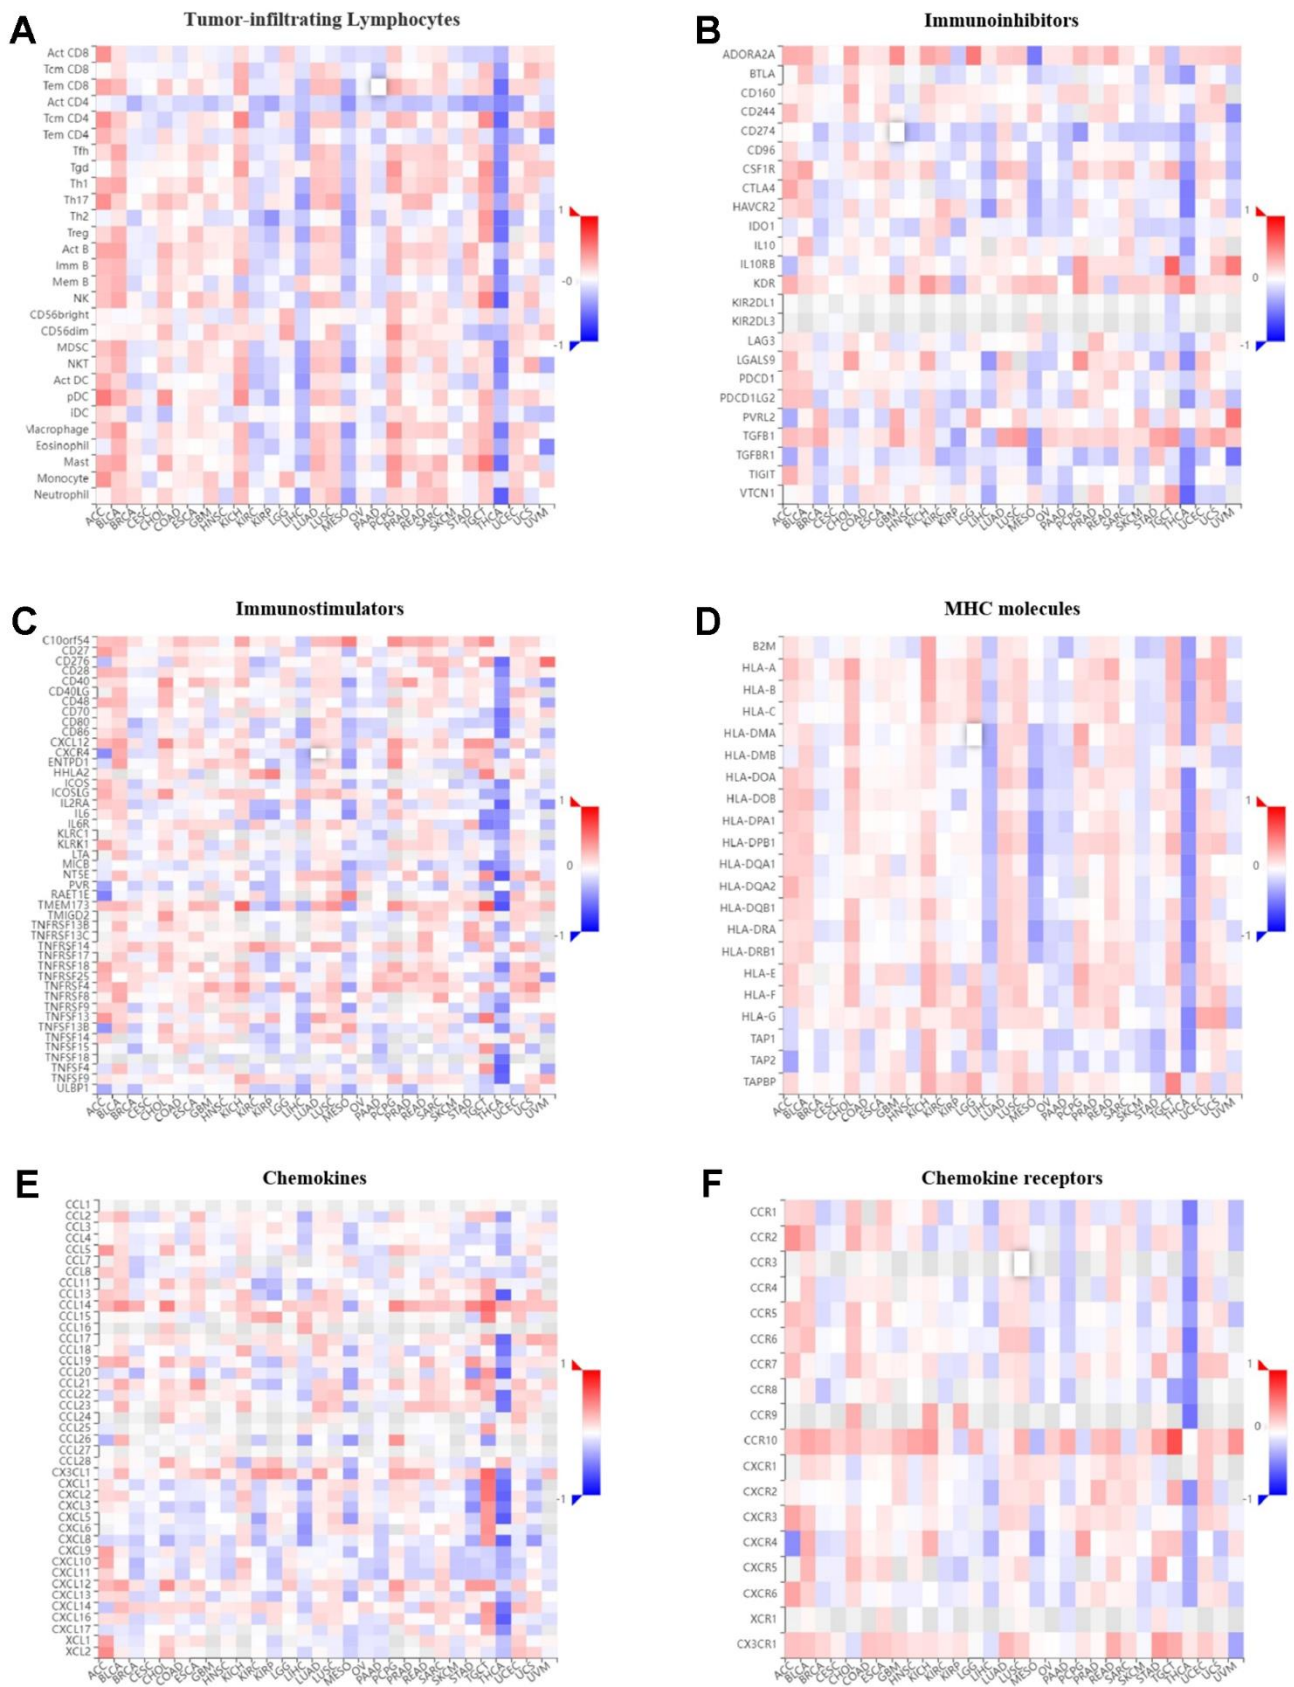 A
Tumor-infiltrating Lymphocytes
Act CD8
Tcm CD8
Tem CD8
Act CD4
Tcm CD4
Tem CD4
Tfh
Tgd
Th1
Th17
Th2
Treg
Act B
Imm B
Mem B
NK
CD56bright
CD56dim
MDSC
NKT
Act DC
pDC
iDC
Macrophage
Eosinophil
Mast
Monocyte
Neutrophil
ACC BLCA BRCA CESC CHOL COAD ESCA GBM HNSC KICH KIRC KIRP LGG LIHC LUAD LUSC MESO OV PAAD PCPG PRAD READ SARC SKCM STAD TGCT THCA UCEC UCS UVM
1
-0
-1
B
Immunoinhibitors
ADORA2A
BTLA
CD160
CD244
CD274
CD96
CSF1R
CTLA4
HAVCR2
IDO1
IL10
IL10RB
KDR
KIR2DL1
KIR2DL3
LAG3
LGALS9
PDCD1
PDCD1LG2
PVRL2
TGFB1
TGFBR1
TIGIT
VTCN1
ACC BLCA BRCA CESC CHOL COAD ESCA GBM HNSC KICH KIRC KIRP LGG LIHC LUAD LUSC MESO OV PAAD PCPG PRAD READ SARC SKCM STAD TGCT THCA UCEC UCS UVM
1
0
-1
C
Immunostimulators
C10orf54
CD27
CD276
CD28
CD40
CD40LG
CD48
CD70
CD80
CD86
CXCL12
CXCR4
ENTPD1
HHLA2
ICOS
ICOSLG
IL2RA
IL6
IL6R
KLRC1
KLRK1
LTA
MICB
NT5E
PVR
RAET1E
TMEM173
TMIGD2
TNFRSF13B
TNFRSF13C
TNFRSF14
TNFRSF17
TNFRSF18
TNFRSF25
TNFRSF4
TNFRSF8
TNFRSF9
TNFSF13
TNFSF13B
TNFSF14
TNFSF15
TNFSF18
TNFSF4
TNFSF9
ULBP1
ACC BLCA BRCA CESC CHOL COAD ESCA GBM HNSC KICH KIRC KIRP LGG LIHC LUAD LUSC MESO OV PAAD PCPG PRAD READ SARC SKCM STAD TGCT THCA UCEC UCS UVM
1
0
-1
D
MHC molecules
B2M
HLA-A
HLA-B
HLA-C
HLA-DMA
HLA-DMB
HLA-DOA
HLA-DOB
HLA-DPA1
HLA-DPB1
HLA-DQA1
HLA-DQA2
HLA-DQB1
HLA-DRA
HLA-DRB1
HLA-E
HLA-F
HLA-G
TAP1
TAP2
TAPBP
ACC BLCA BRCA CESC CHOL COAD ESCA GBM HNSC KICH KIRC KIRP LGG LIHC LUAD LUSC MESO OV PAAD PCPG PRAD READ SARC SKCM STAD TGCT THCA UCEC UCS UVM
1
0
-1
E
Chemokines
CCL1
CCL2
CCL3
CCL4
CCL5
CCL7
CCL8
CCL11
CCL13
CCL14
CCL15
CCL16
CCL17
CCL18
CCL19
CCL20
CCL21
CCL22
CCL23
CCL24
CCL25
CCL26
CCL27
CCL28
CX3CL1
CXCL1
CXCL2
CXCL3
CXCL5
CXCL6
CXCL8
CXCL9
CXCL10
CXCL11
CXCL12
CXCL13
CXCL14
CXCL16
CXCL17
XCL1
XCL2
ACC BLCA BRCA CESC CHOL COAD ESCA GBM HNSC KICH KIRC KIRP LGG LIHC LUAD LUSC MESO OV PAAD PCPG PRAD READ SARC SKCM STAD TGCT THCA UCEC UCS UVM
1
0
-1
F
Chemokine receptors
CCR1
CCR2
CCR3
CCR4
CCR5
CCR6
CCR7
CCR8
CCR9
CCR10
CXCR1
CXCR2
CXCR3
CXCR4
CXCR5
CXCR6
XCR1
CX3CR1
ACC BLCA BRCA CESC CHOL COAD ESCA GBM HNSC KICH KIRC KIRP LGG LIHC LUAD LUSC MESO OV PAAD PCPG PRAD READ SARC SKCM STAD TGCT THCA UCEC UCS UVM
1
0
-1